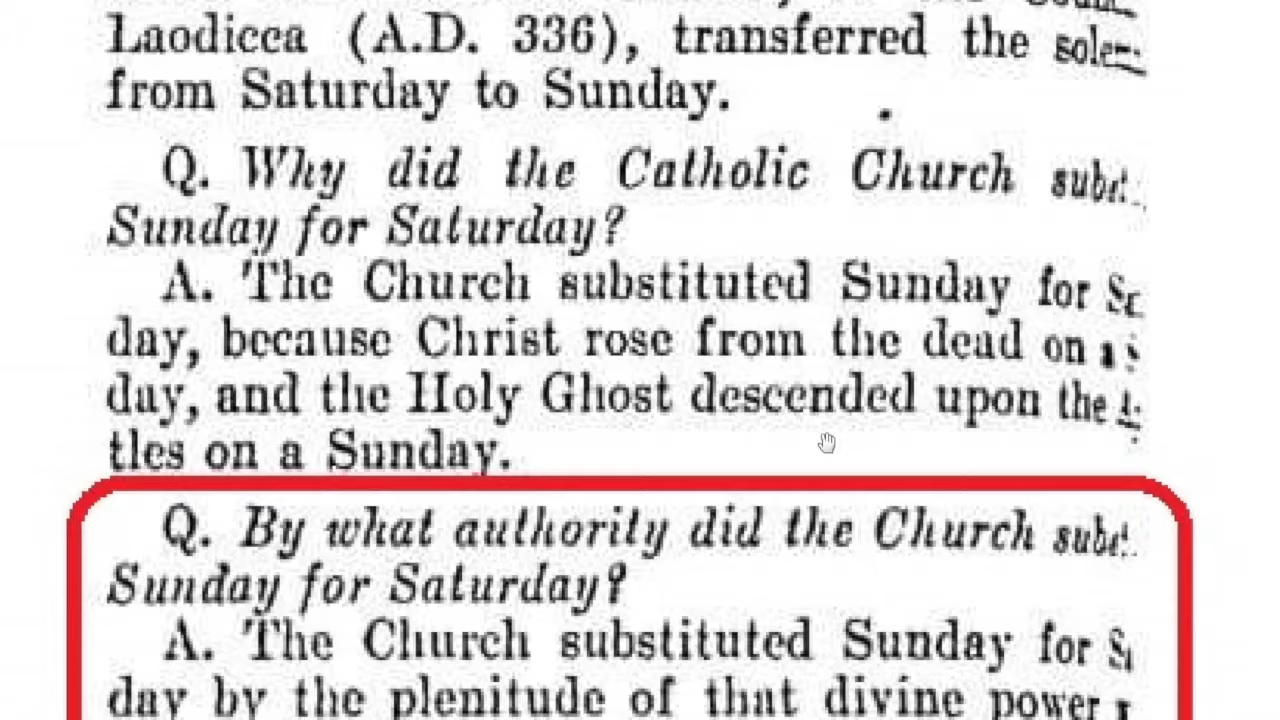 Laodicea (A.D. 336), transferred the
from Saturday to Sunday.
Q. Why did the Catholic Church
Sunday for Saturday?
A. The Church substituted Sunday for
day, because Christ rose from the dead on a
day, and the Holy Ghost descended upon the
tles on a Sunday.
Q. By what authority did the Church
Sunday for Saturday?
A. The Church substituted Sunday for
day by the plenitude of that divine power